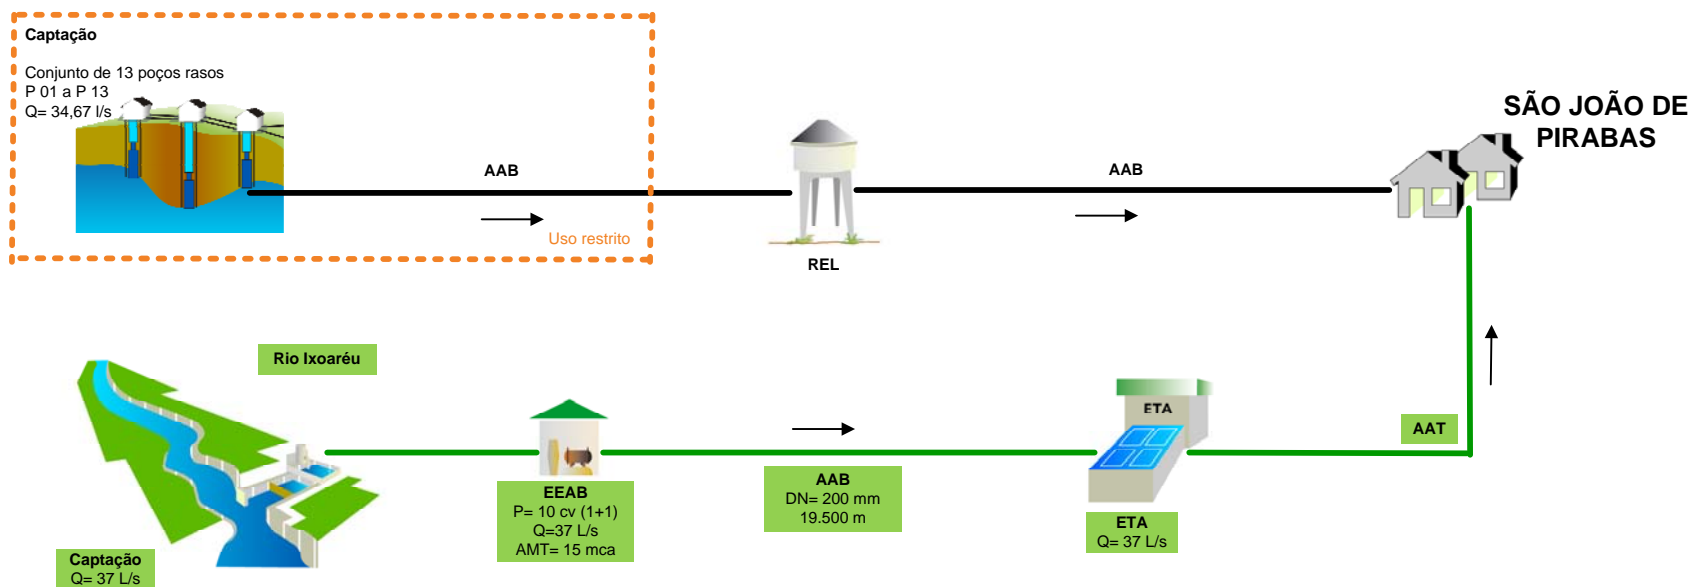 Captação
Conjunto de 13 poços rasos
P 01 a P 13
Q= 34,67 l/s
AAB
Uso restrito
REL
AAB
SÃO JOÃO DE
PIRABAS
Rio Ixoaréu
Captação
Q= 37 L/s
EEAB
P= 10 cv (1+1)
Q=37 L/s
AMT= 15 mca
AAB
DN= 200 mm
19.500 m
ETA
ETA
Q= 37 L/s
AAT